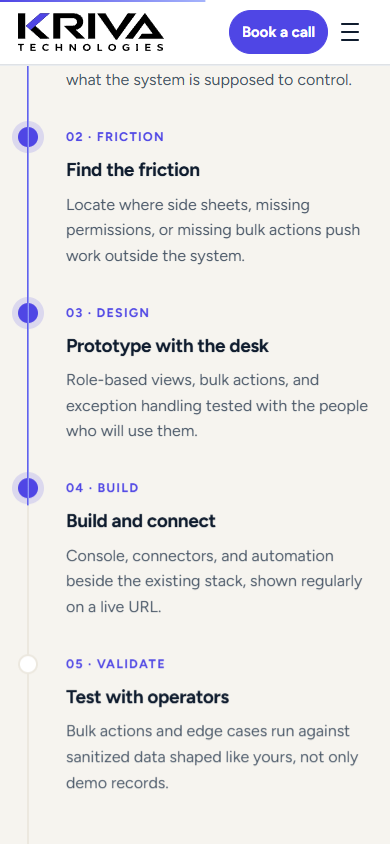 KRIVA
TECHNOLOGIES
Book a call
what the system is supposed to control.
02 · FRICTION
Find the friction
Locate where side sheets, missing
permissions, or missing bulk actions push
work outside the system.
03 · DESIGN
Prototype with the desk
Role-based views, bulk actions, and
exception handling tested with the people
who will use them.
04 · BUILD
Build and connect
Console, connectors, and automation
beside the existing stack, shown regularly
on a live URL.
05 · VALIDATE
Test with operators
Bulk actions and edge cases run against
sanitized data shaped like yours, not only
demo records.